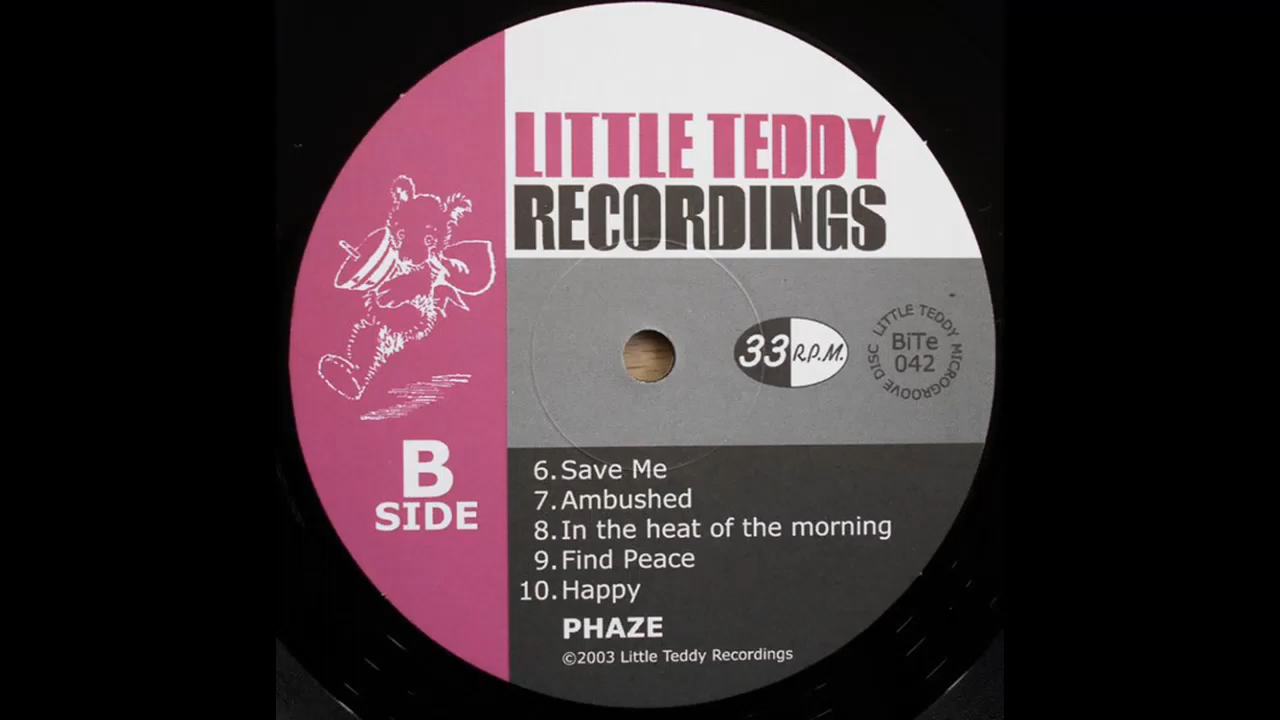 LITTLE TEDDY
RECORDINGS
33 R.P.M.
LITTLE TEDDY MICROGROOVE DISC
BiTe
042
B
SIDE
6. Save Me
7. Ambushed
8. In the heat of the morning
9. Find Peace
10. Happy
PHAZE
©2003 Little Teddy Recordings